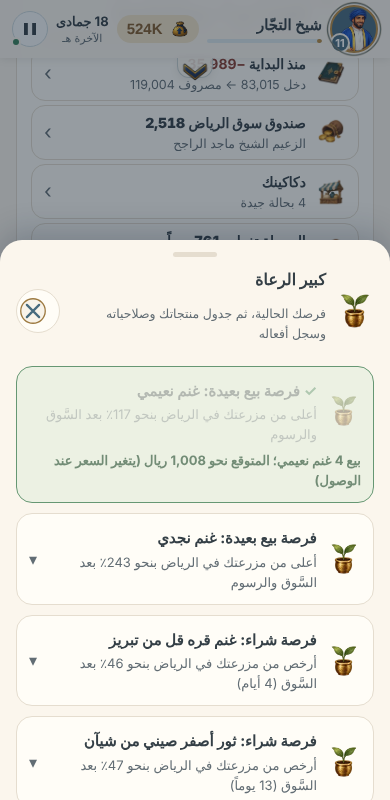 شيخ التجّار
11
524K
18 جمادى
الآخرة هـ
منذ البداية
دخل 83,015 ← مصروف 119,004
صندوق سوق الرياض 2,518
الزعيم الشيخ ماجد الراجح
دكاكينك
4 بحالة جيدة
كبير الرعاة
فرصك الحالية، ثم جدول منتجاتك وصلاحياته
وسجل أفعاله
✓ فرصة بيع بعيدة: غنم نعيمي
أعلى من مزرعتك في الرياض بنحو 117٪ بعد السَّوق
والرسوم
بيع 4 غنم نعيمي؛ المتوقع نحو 1,008 ريال (يتغير السعر عند
الوصول)
فرصة بيع بعيدة: غنم نجدي
أعلى من مزرعتك في الرياض بنحو 243٪ بعد
السَّوق والرسوم
فرصة شراء: غنم قره قل من تبريز
أرخص من مزرعتك في الرياض بنحو 46٪ بعد
السَّوق (4 أيام)
فرصة شراء: ثور أصفر صيني من شيآن
أرخص من مزرعتك في الرياض بنحو 47٪ بعد
السَّوق (13 يوماً)